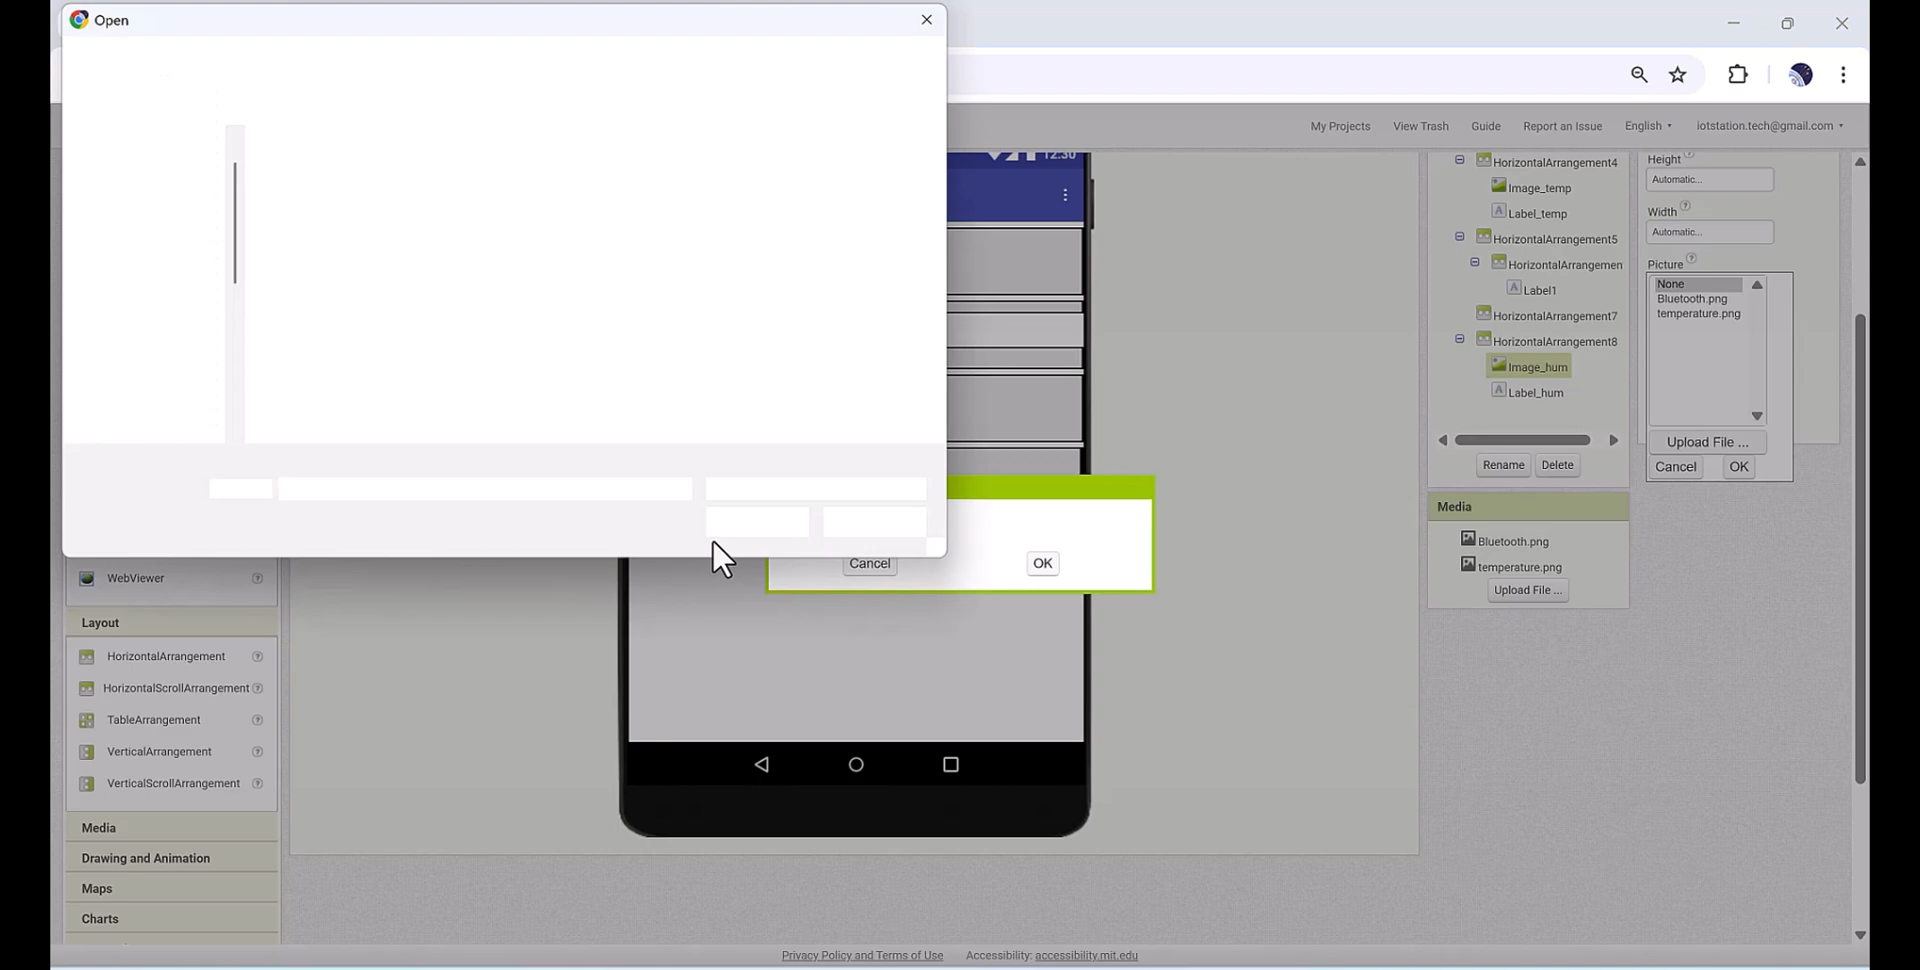 Open
My Projects View Trash Guide Report an Issue English iotstation.tech@gmail.com
12:30
HorizontalArrangement4
Image_temp
Label_temp
HorizontalArrangement5
HorizontalArrangemen
Label1
HorizontalArrangement7
HorizontalArrangement8
Image_hum
Label_hum
Rename Delete
Height
Automatic...
Width
Automatic...
Picture
None
Bluetooth.png
temperature.png
Upload File ...
Cancel OK
Media
Bluetooth.png
temperature.png
Upload File ...
Cancel OK
WebViewer
Layout
HorizontalArrangement
HorizontalScrollArrangement
TableArrangement
VerticalArrangement
VerticalScrollArrangement
Media
Drawing and Animation
Maps
Charts
Privacy Policy and Terms of Use Accessibility: accessibility.mit.edu